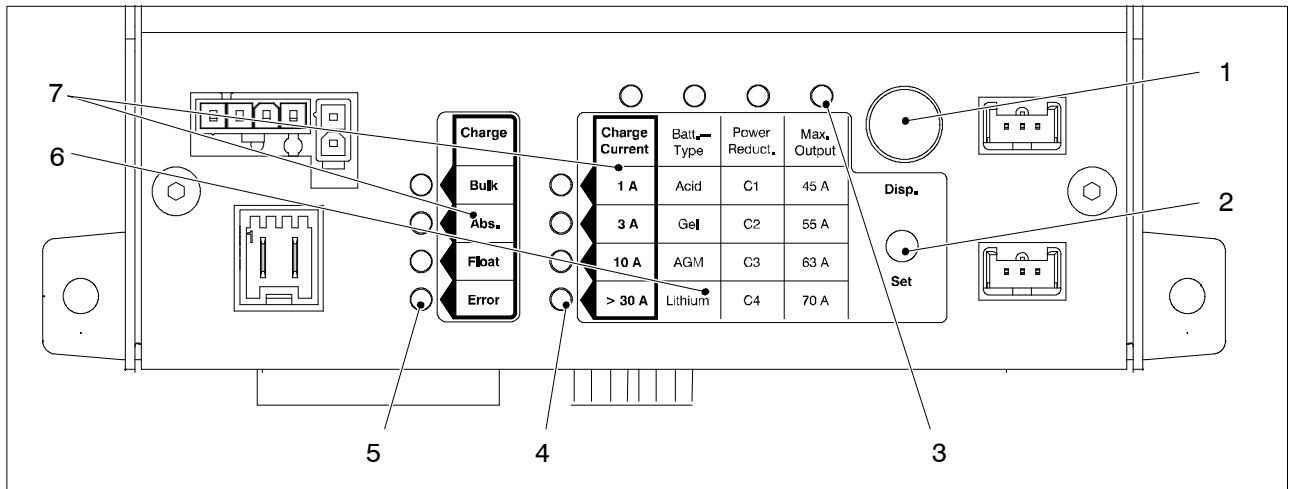 1
7
Charge
Charge Current
Batt.– Type
Power Reduct.
Max. Output
6
Bulk
1 A
Acid
C1
45 A
Disp.
2
Abs.
3 A
Gel
C2
55 A
Float
10 A
AGM
C3
63 A
Set
1
Error
> 30 A
Lithium
C4
70 A
5
4
3